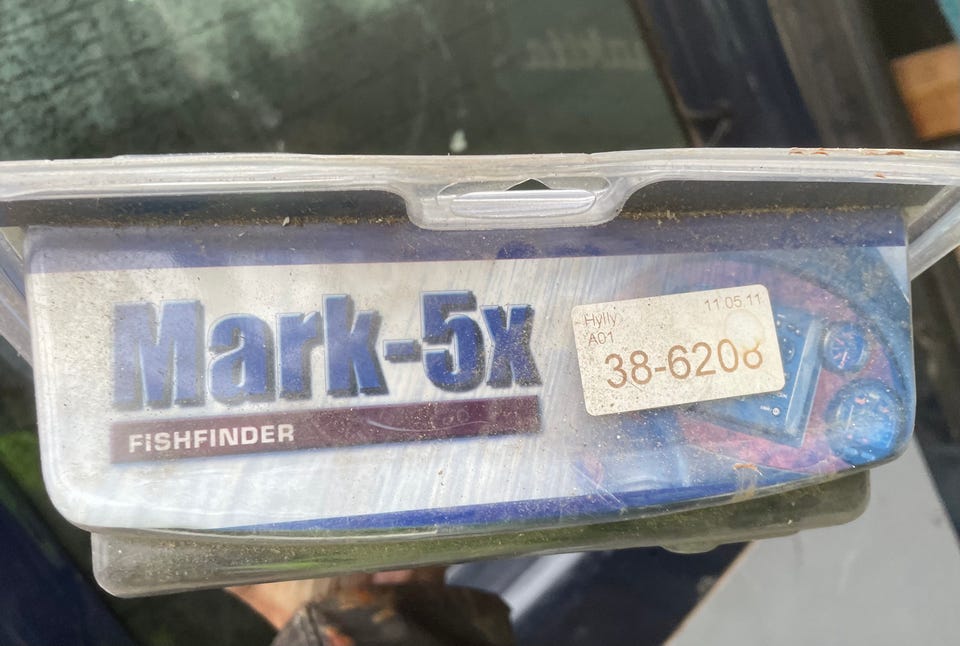 Mark-5x
FISHFINDER
Hylly
11.05.11
A01
38-6208